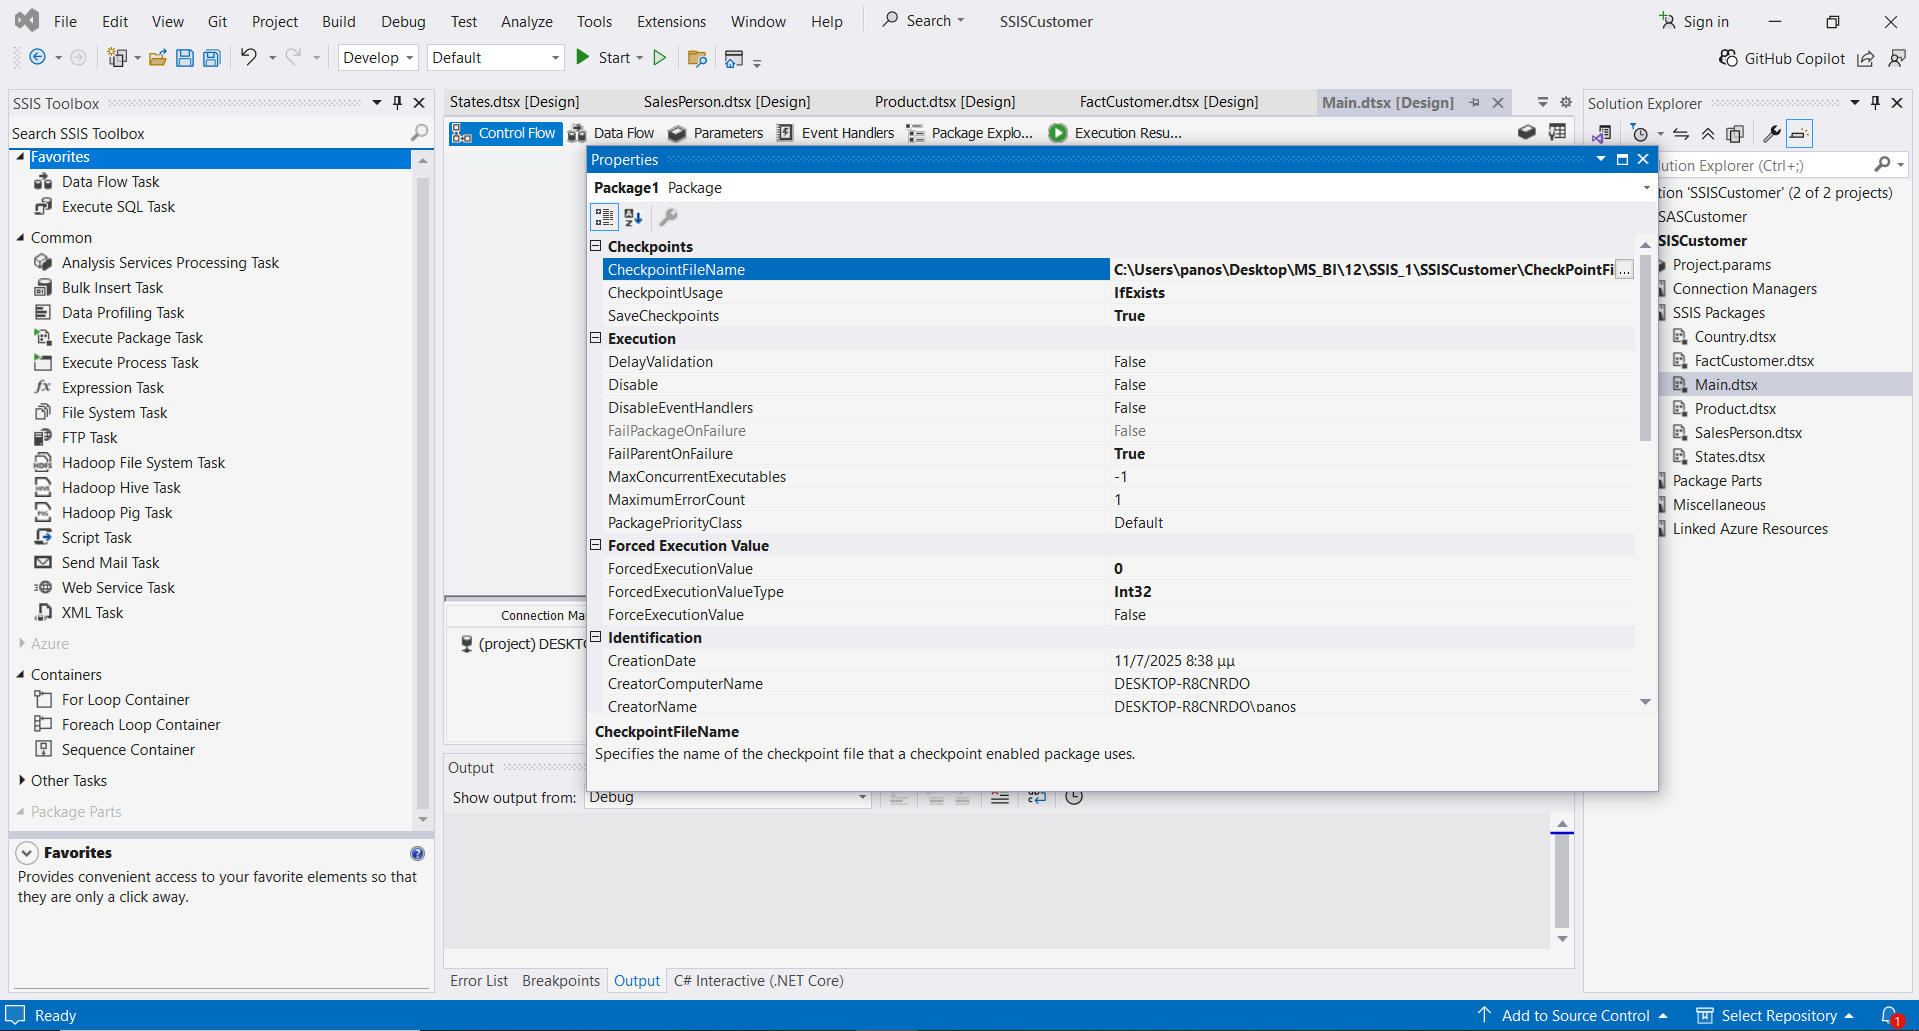 File Edit View Git Project Build Debug Test Analyze Tools Extensions Window Help Search SSISCustomer Sign in
Develop Default Start GitHub Copilot
SSIS Toolbox
Search SSIS Toolbox
Favorites
Data Flow Task
Execute SQL Task
Common
Analysis Services Processing Task
Bulk Insert Task
Data Profiling Task
Execute Package Task
Execute Process Task
Expression Task
File System Task
FTP Task
Hadoop File System Task
Hadoop Hive Task
Hadoop Pig Task
Script Task
Send Mail Task
Web Service Task
XML Task
Azure
Containers
For Loop Container
Foreach Loop Container
Sequence Container
Other Tasks
Package Parts
Favorites
Provides convenient access to your favorite elements so that
they are only a click away.
States.dtsx [Design] SalesPerson.dtsx [Design] Product.dtsx [Design] FactCustomer.dtsx [Design] Main.dtsx [Design]
Control Flow Data Flow Parameters Event Handlers Package Explo... Execution Resu...
Properties
Package1 Package
Checkpoints
CheckpointFileName C:\Users\panos\Desktop\MS_BI\12\SSIS_1\SSISCustomer\CheckPointFi ...
CheckpointUsage IfExists
SaveCheckpoints True
Execution
DelayValidation False
Disable False
DisableEventHandlers False
FailPackageOnFailure False
FailParentOnFailure True
MaxConcurrentExecutables -1
MaximumErrorCount 1
PackagePriorityClass Default
Forced Execution Value
ForcedExecutionValue 0
ForcedExecutionValueType Int32
ForceExecutionValue False
Identification
CreationDate 11/7/2025 8:38 μμ
CreatorComputerName DESKTOP-R8CNRDO
CreatorName DESKTOP-R8CNRDO\panos
CheckpointFileName
Specifies the name of the checkpoint file that a checkpoint enabled package uses.
Connection Ma
(project) DESKT
Output
Show output from: Debug
Error List Breakpoints Output C# Interactive (.NET Core)
Solution Explorer
lution Explorer (Ctrl+;)
tion 'SSISCustomer' (2 of 2 projects)
SASCustomer
SISCustomer
Project.params
Connection Managers
SSIS Packages
Country.dtsx
FactCustomer.dtsx
Main.dtsx
Product.dtsx
SalesPerson.dtsx
States.dtsx
Package Parts
Miscellaneous
Linked Azure Resources
Ready Add to Source Control Select Repository 1